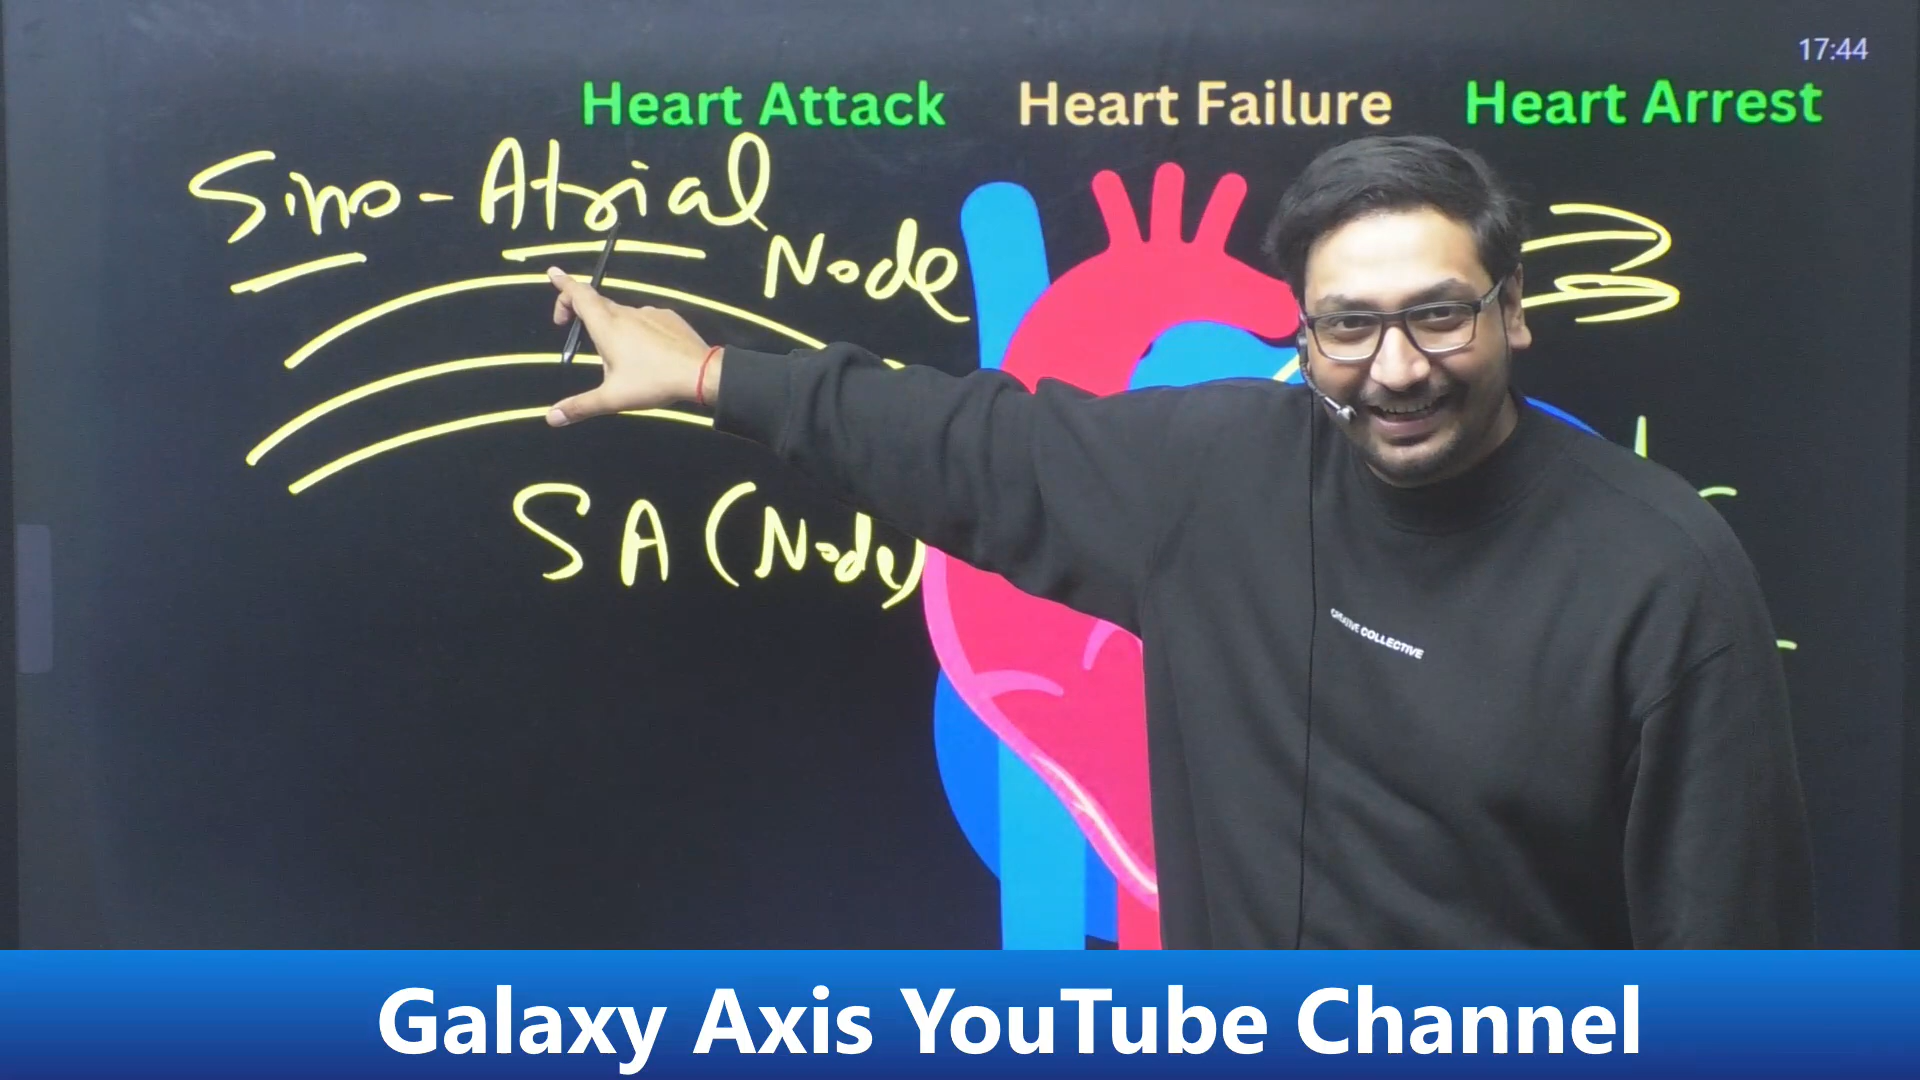 17:44
Heart Attack Heart Failure Heart Arrest
Sino-Atrial
Node
SA (Node)
CREATIVE COLLECTIVE
Galaxy Axis YouTube Channel